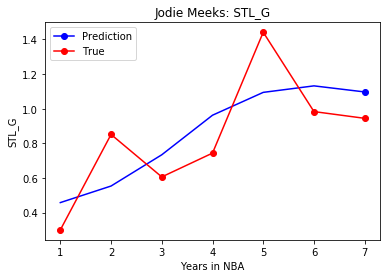 Jodie Meeks: STL_G
Prediction
True
STL_G
1.4
1.2
1.0
0.8
0.6
0.4
1 2 3 4 5 6 7
Years in NBA